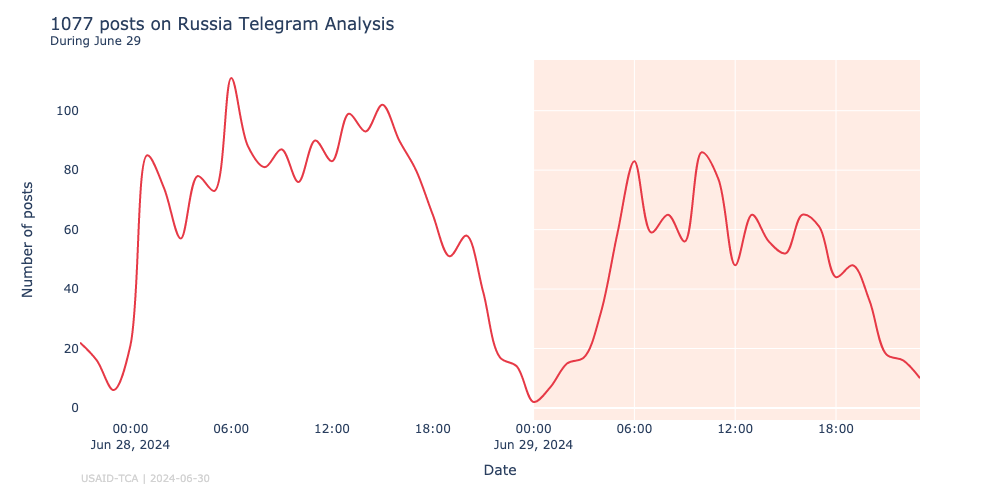 1077 posts on Russia Telegram Analysis
During June 29
Number of posts
100
80
60
40
20
0
00:00 06:00 12:00 18:00 00:00 06:00 12:00 18:00
Jun 28, 2024 Jun 29, 2024
Date
USAID-TCA | 2024-06-30